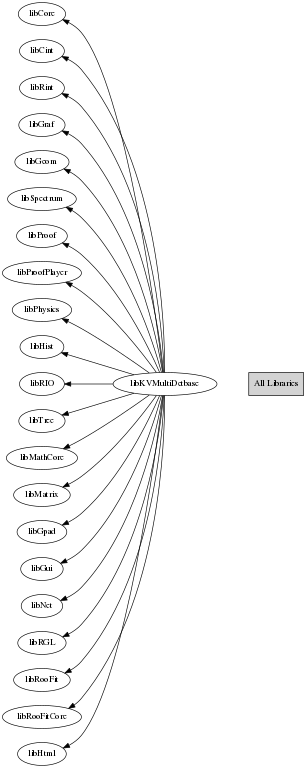 libCore
libCint
libRint
libGraf
libGeom
libSpectrum
libProof
libProofPlayer
libPhysics
libHist
libRIO
libKVMultiDetbase
All Libraries
libTree
libMathCore
libMatrix
libGpad
libGui
libNet
libRGL
libRooFit
libRooFitCore
libHtml